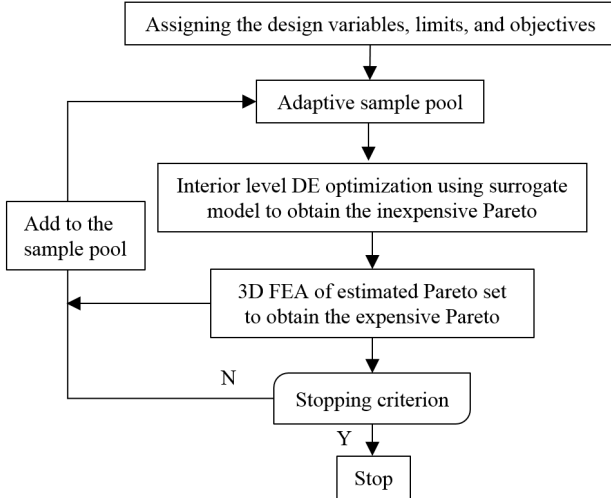 Assigning the design variables, limits, and objectives
Adaptive sample pool
Interior level DE optimization using surrogate
model to obtain the inexpensive Pareto
Add to the
sample pool
3D FEA of estimated Pareto set
to obtain the expensive Pareto
N
Stopping criterion
Y
Stop